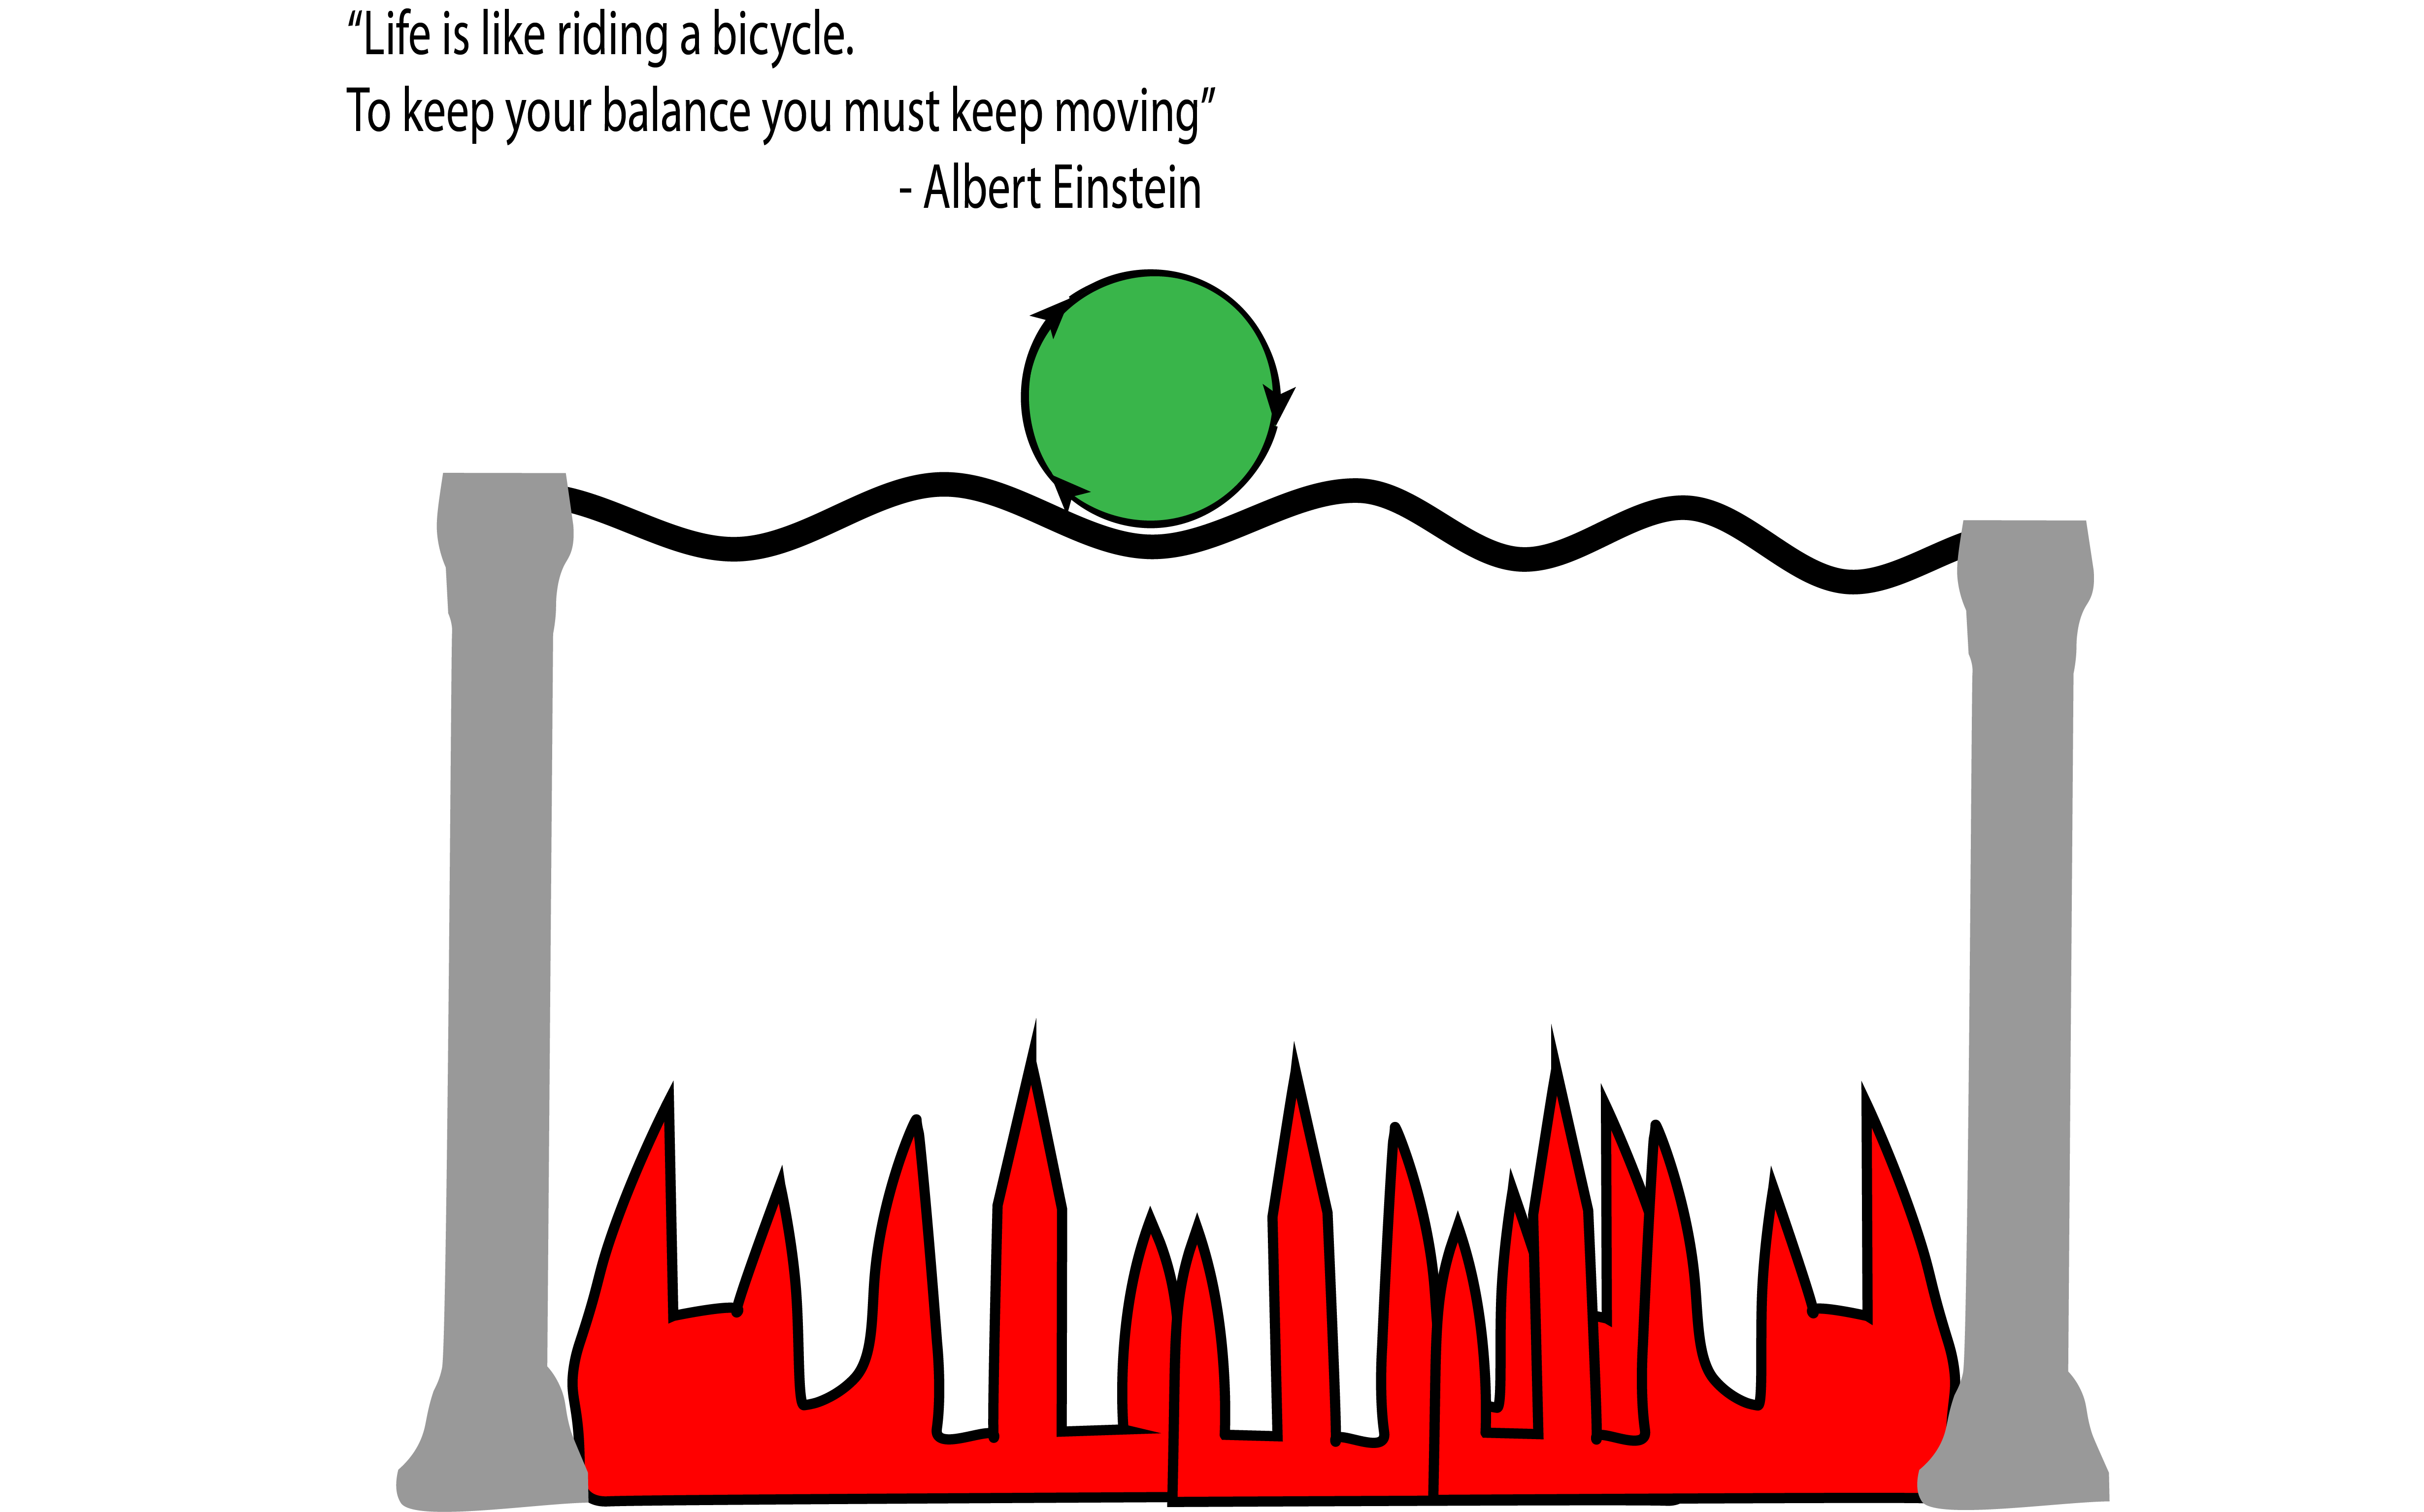 “Life is like riding a bicycle.
To keep your balance you must keep moving”
- Albert Einstein